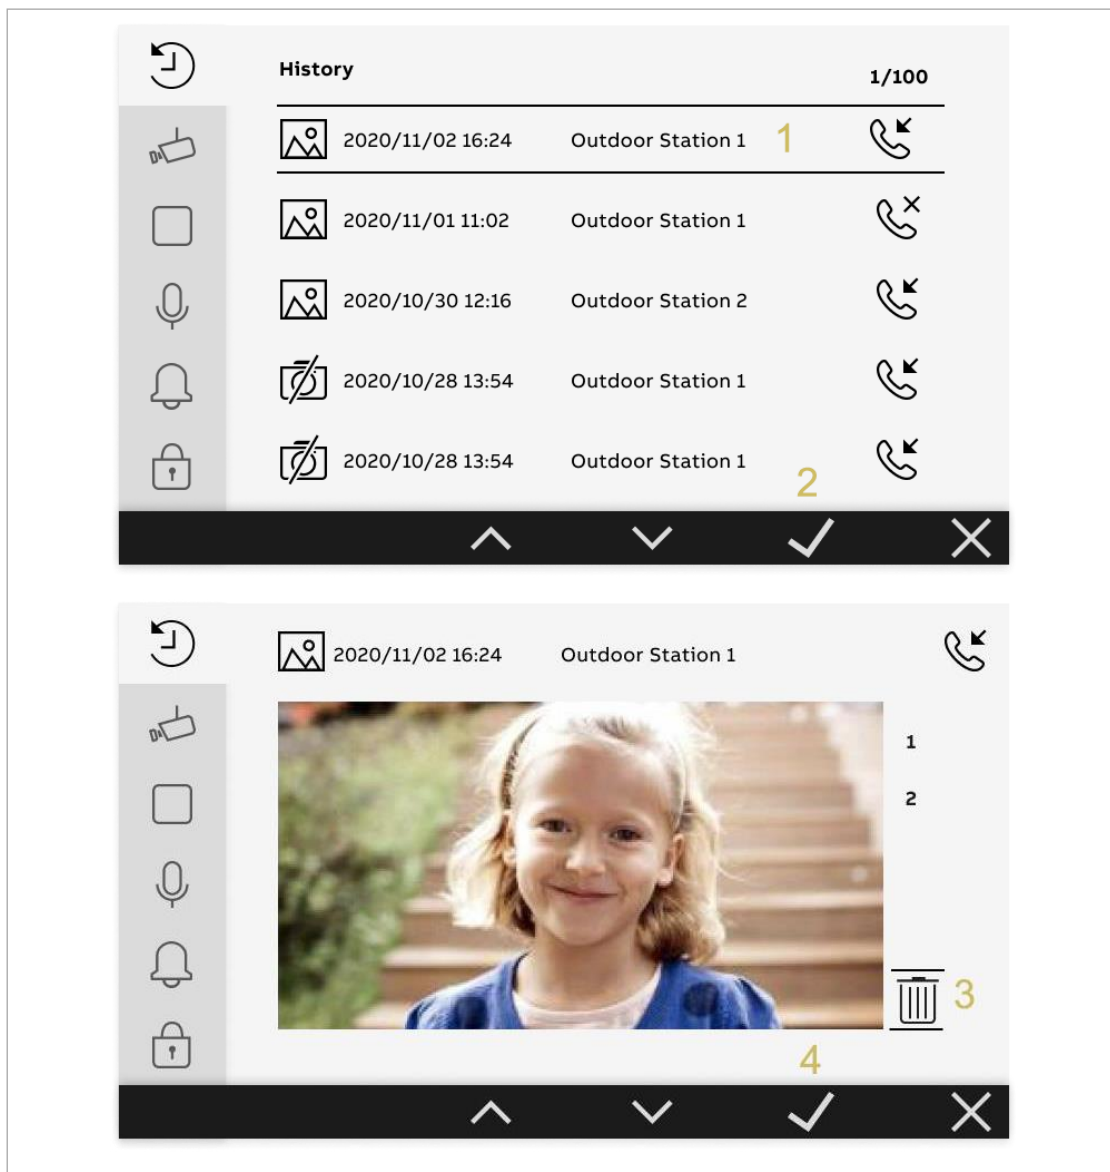 History 1/100
2020/11/02 16:24 Outdoor Station 1 1
2020/11/01 11:02 Outdoor Station 1
2020/10/30 12:16 Outdoor Station 2
2020/10/28 13:54 Outdoor Station 1
2020/10/28 13:54 Outdoor Station 1
2
2020/11/02 16:24 Outdoor Station 1
1
2
3
4